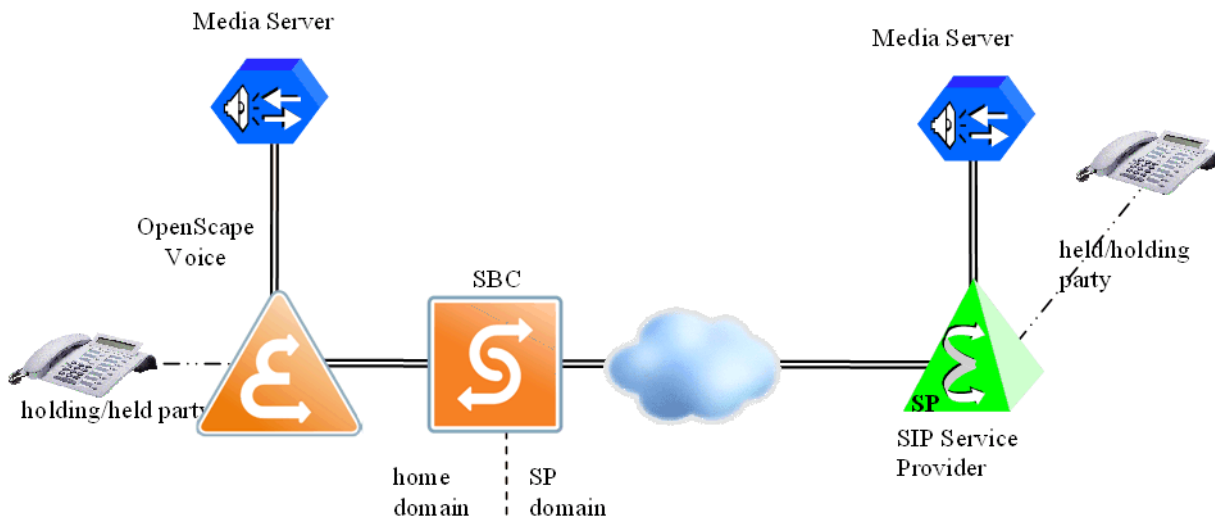 Media Server
Media Server
OpenScape
Voice
held/holding
party
SBC
holding/held party
SP
SIP Service
Provider
home
domain
SP
domain